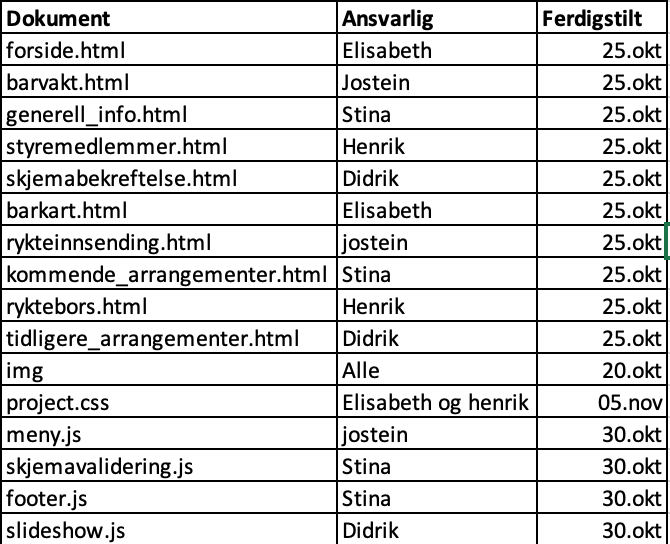 Dokument Ansvarlig Ferdigstilt
forside.html Elisabeth 25.okt
barvakt.html Jostein 25.okt
generell_info.html Stina 25.okt
styremedlemmer.html Henrik 25.okt
skjemabekreftelse.html Didrik 25.okt
barkart.html Elisabeth 25.okt
rykteinnsending.html jostein 25.okt
kommende_arrangementer.html Stina 25.okt
ryktebors.html Henrik 25.okt
tidligere_arrangementer.html Didrik 25.okt
img Alle 20.okt
project.css Elisabeth og henrik 05.nov
meny.js jostein 30.okt
skjemavalidering.js Stina 30.okt
footer.js Stina 30.okt
slideshow.js Didrik 30.okt